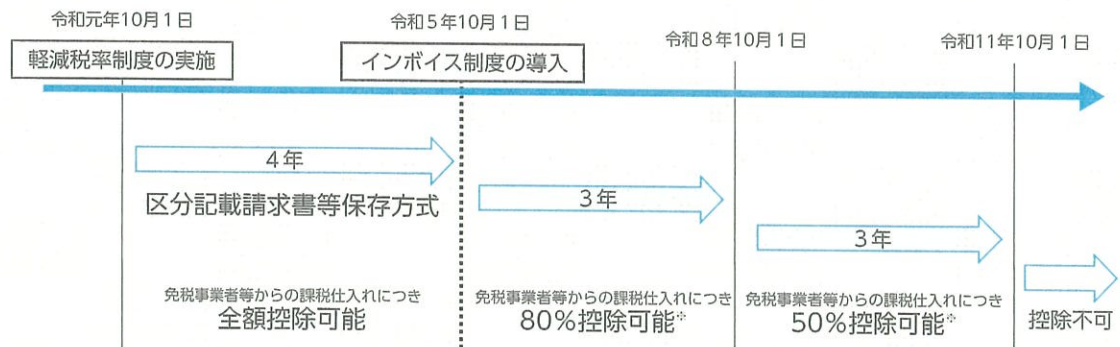 令和元年10月1日
令和5年10月1日
令和8年10月1日
令和11年10月1日
軽減税率制度の実施
インボイス制度の導入
4年
区分記載請求書等保存方式
3年
3年
免税事業者等からの課税仕入れにつき
全額控除可能
免税事業者等からの課税仕入れにつき
80%控除可能※
免税事業者等からの課税仕入れにつき
50%控除可能※
控除不可